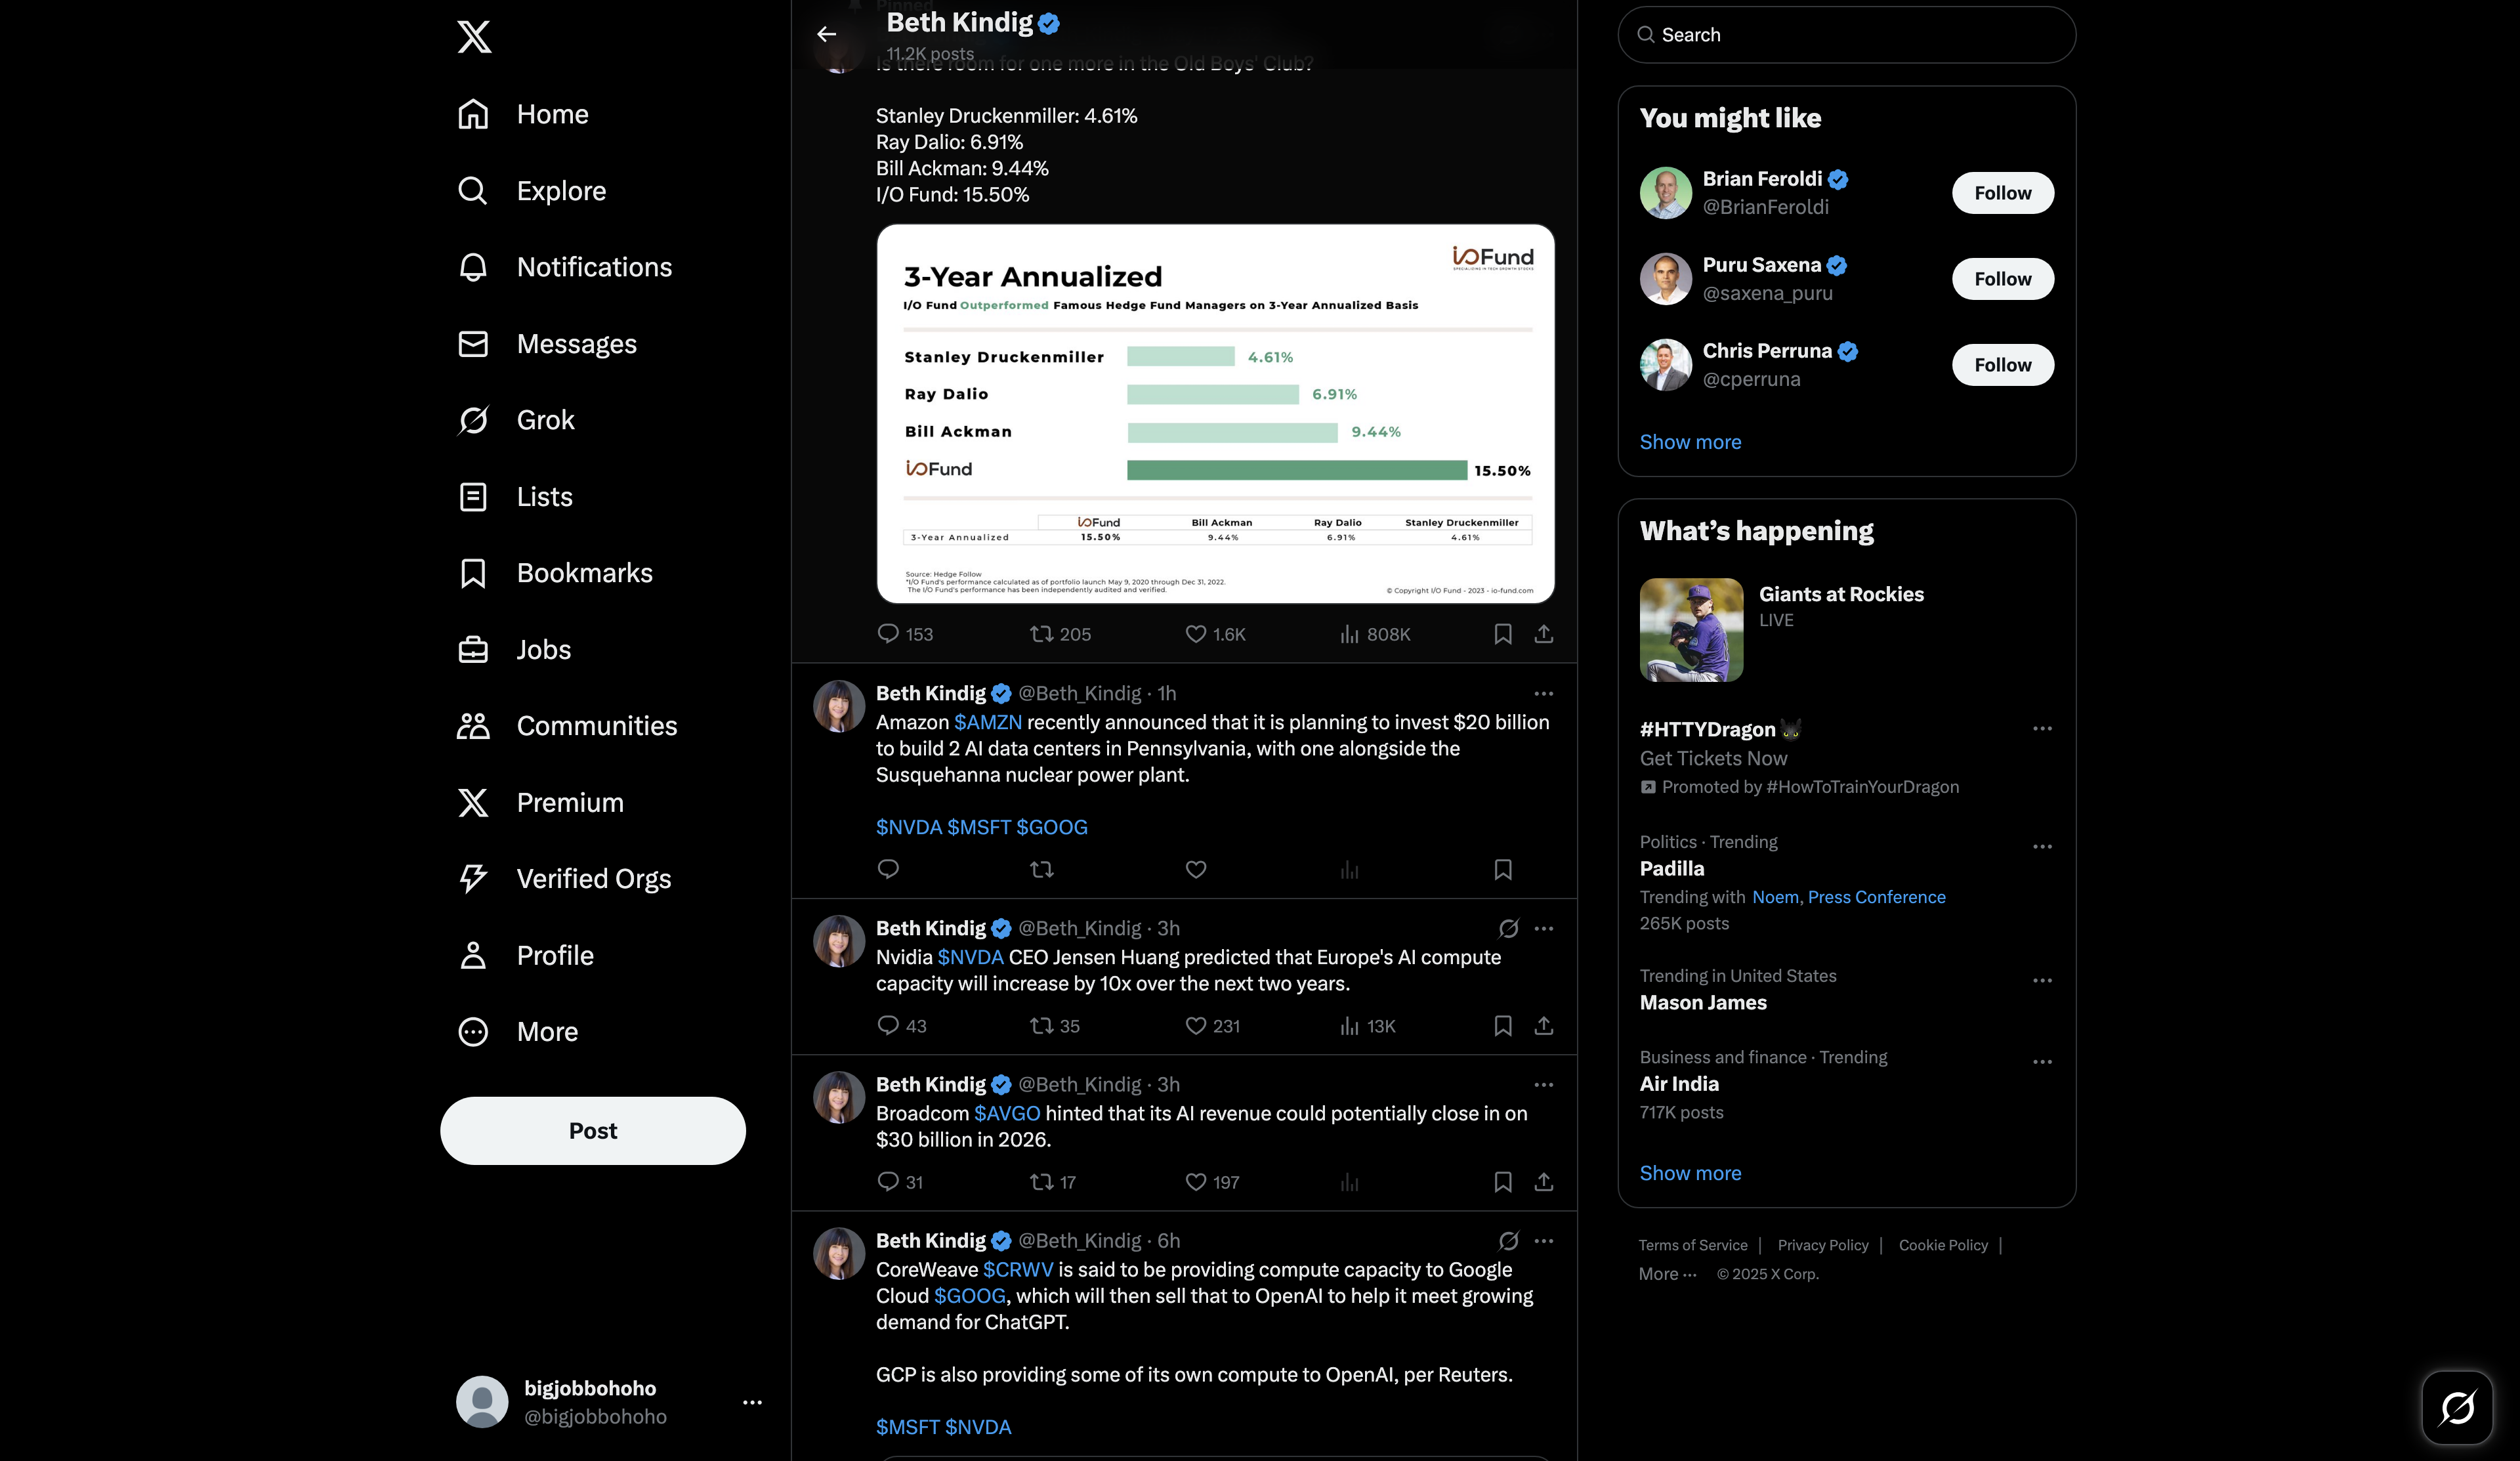 Home
Explore
Notifications
Messages
Grok
Lists
Bookmarks
Jobs
Communities
Premium
Verified Orgs
Profile
More
Post
bigjobbohoho
@bigjobbohoho
Pinned
Beth Kindig
11.2K posts
Is there room for one more in the Old Boys' Club?
Stanley Druckenmiller: 4.61%
Ray Dalio: 6.91%
Bill Ackman: 9.44%
I/O Fund: 15.50%
ioFund
SPECIALIZING IN TECH GROWTH STOCKS
3-Year Annualized
I/O Fund Outperformed Famous Hedge Fund Managers on 3-Year Annualized Basis
Stanley Druckenmiller 4.61%
Ray Dalio 6.91%
Bill Ackman 9.44%
ioFund 15.50%
ioFund Bill Ackman Ray Dalio Stanley Druckenmiller
3-Year Annualized 15.50% 9.44% 6.91% 4.61%
Source: Hedge Follow
*I/O Fund's performance calculated as of portfolio launch May 9, 2020 through Dec 31, 2022.
The I/O Fund's performance has been independently audited and verified.
© Copyright I/O Fund - 2023 - io-fund.com
153 205 1.6K 808K
Beth Kindig @Beth_Kindig · 1h
Amazon $AMZN recently announced that it is planning to invest $20 billion
to build 2 AI data centers in Pennsylvania, with one alongside the
Susquehanna nuclear power plant.
$NVDA $MSFT $GOOG
Beth Kindig @Beth_Kindig · 3h
Nvidia $NVDA CEO Jensen Huang predicted that Europe's AI compute
capacity will increase by 10x over the next two years.
43 35 231 13K
Beth Kindig @Beth_Kindig · 3h
Broadcom $AVGO hinted that its AI revenue could potentially close in on
$30 billion in 2026.
31 17 197
Beth Kindig @Beth_Kindig · 6h
CoreWeave $CRWV is said to be providing compute capacity to Google
Cloud $GOOG, which will then sell that to OpenAI to help it meet growing
demand for ChatGPT.
GCP is also providing some of its own compute to OpenAI, per Reuters.
$MSFT $NVDA
Search
You might like
Brian Feroldi
@BrianFeroldi
Follow
Puru Saxena
@saxena_puru
Follow
Chris Perruna
@cperruna
Follow
Show more
What's happening
Giants at Rockies
LIVE
#HTTYDragon
Get Tickets Now
Promoted by #HowToTrainYourDragon
Politics · Trending
Padilla
Trending with Noem, Press Conference
265K posts
Trending in United States
Mason James
Business and finance · Trending
Air India
717K posts
Show more
Terms of Service | Privacy Policy | Cookie Policy |
More ··· © 2025 X Corp.